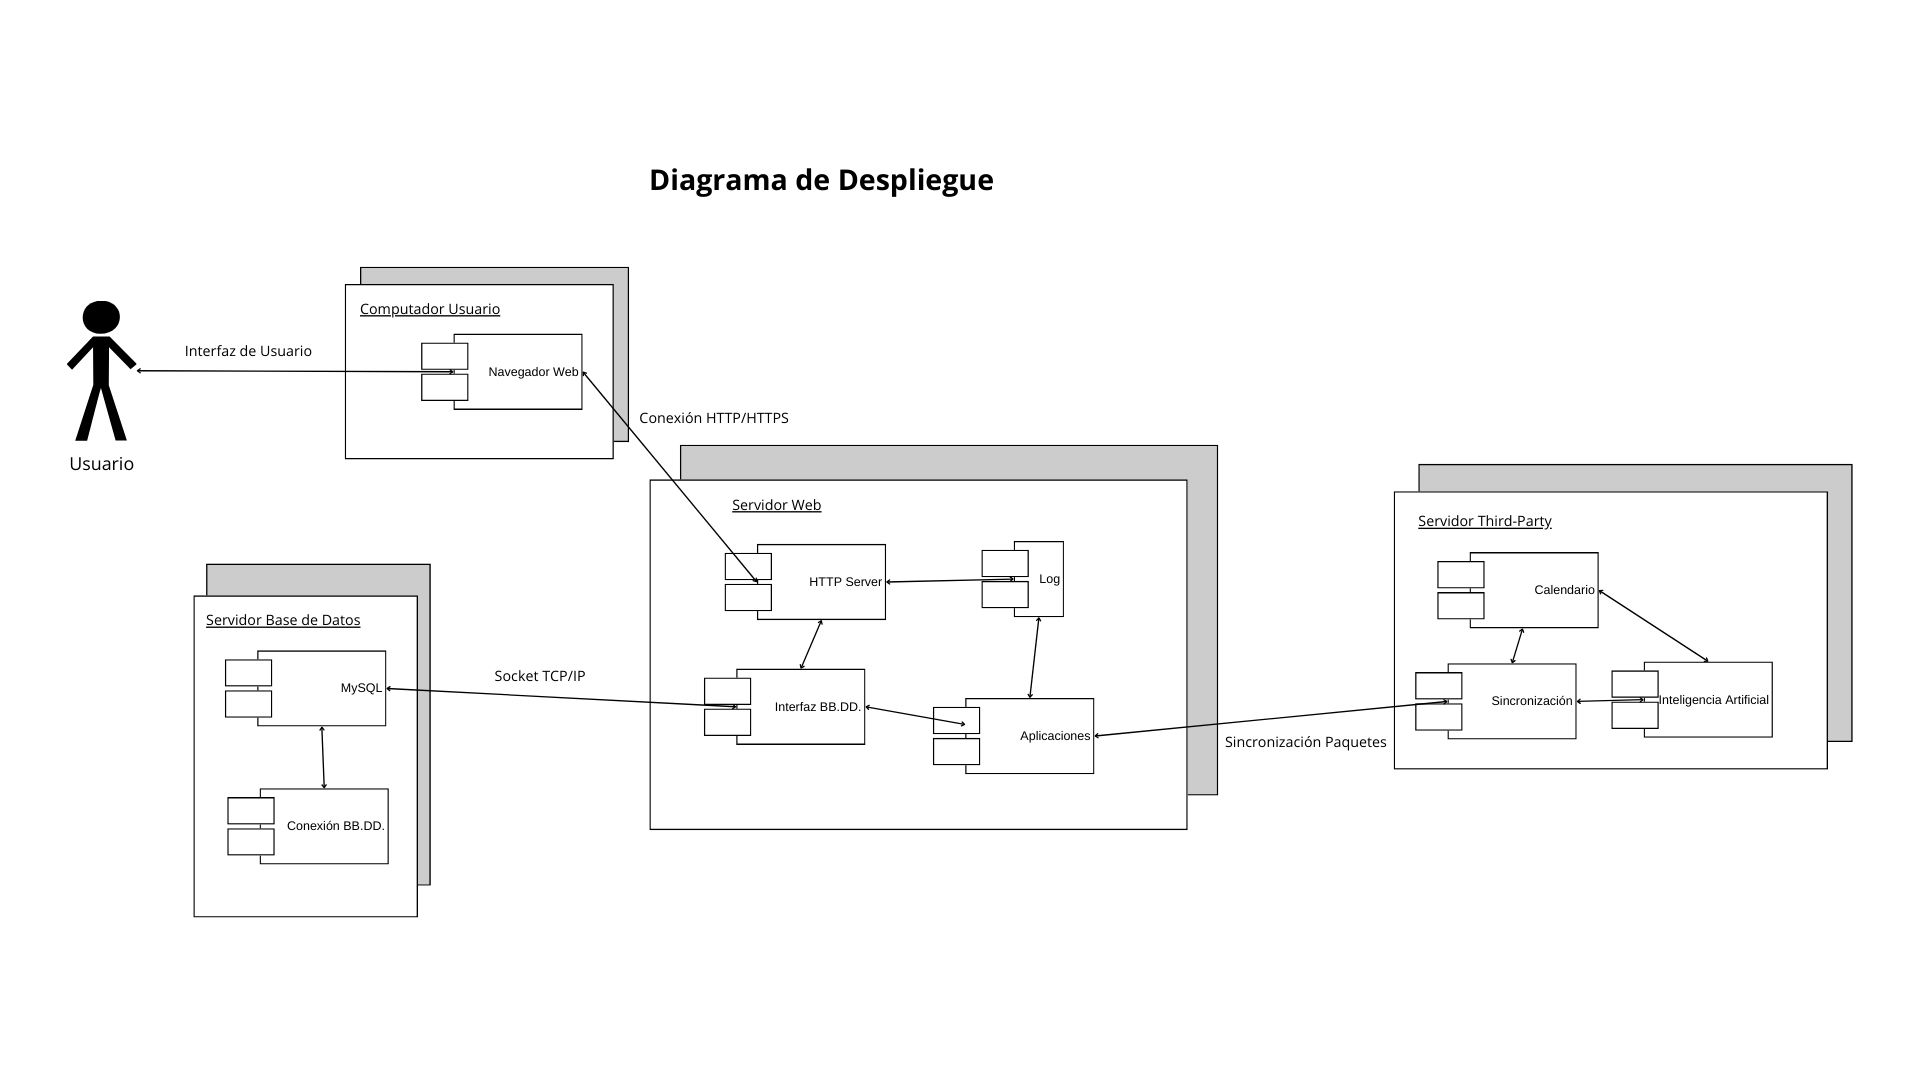 Diagrama de Despliegue
Computador Usuario
Interfaz de Usuario
Navegador Web
Conexión HTTP/HTTPS
Usuario
Servidor Web
Servidor Third-Party
HTTP Server
Log
Calendario
Servidor Base de Datos
MySQL
Socket TCP/IP
Interfaz BB.DD.
Aplicaciones
Sincronización Paquetes
Sincronización
Inteligencia Artificial
Conexión BB.DD.